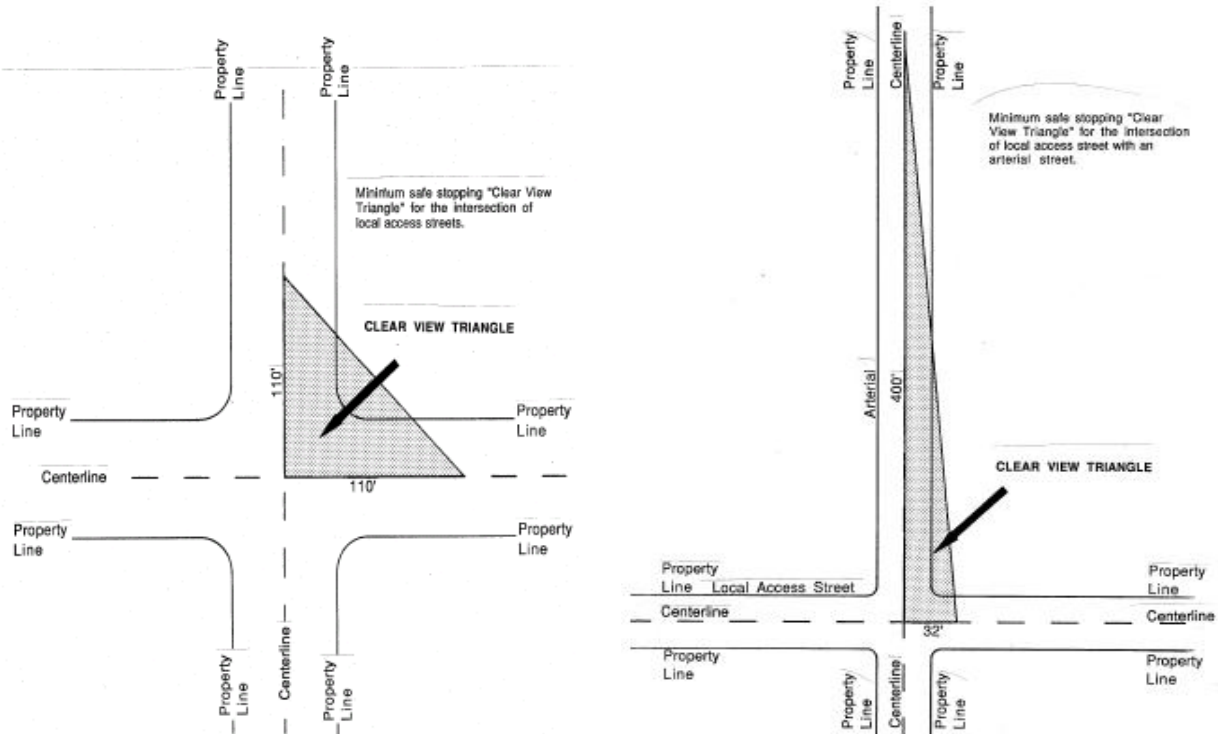 Property
Line
Property
Line
Minimum safe stopping "Clear View
Triangle" for the intersection of
local access streets.
CLEAR VIEW TRIANGLE
110'
110'
Property
Line
Property
Line
Centerline
Property
Line
Property
Line
Property
Line
Centerline
Property
Line
Property
Line
Centerline
Property
Line
Minimum safe stopping "Clear
View Triangle" for the intersection
of local access street with an
arterial street.
Arterial
400'
CLEAR VIEW TRIANGLE
Property
Line
Local Access Street
Property
Line
Centerline
Centerline
32'
Property
Line
Property
Line
Property
Line
Centerline
Property
Line